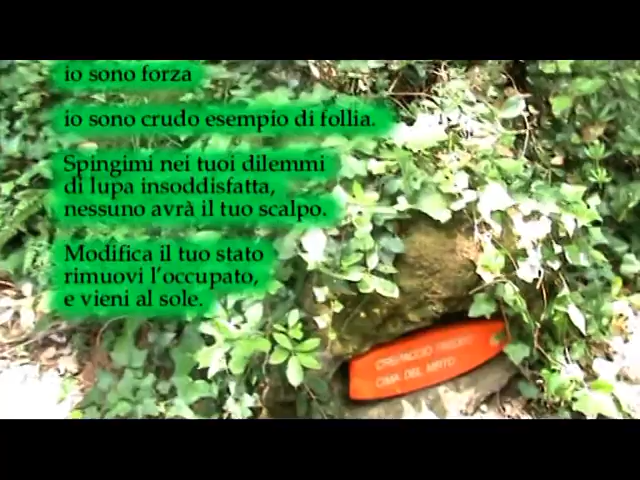 io sono forza
io sono crudo esempio di follia.
Spingimi nei tuoi dilemmi
di lupa insoddisfatta,
nessuno avrà il tuo scalpo.
Modifica il tuo stato
rimuovi l'occupato,
e vieni al sole.
CIMA DEL MIRTO